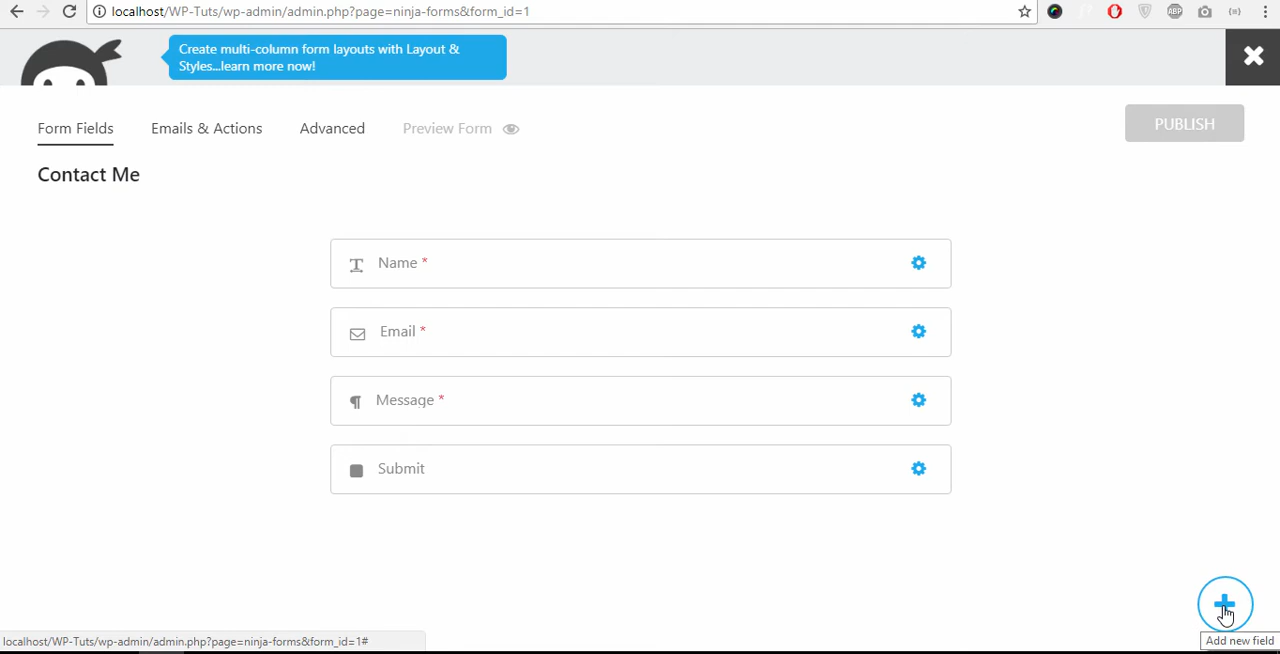 localhost/WP-Tuts/wp-admin/admin.php?page=ninja-forms&form_id=1
ABP
Create multi-column form layouts with Layout &
Styles...learn more now!
Form Fields
Emails & Actions
Advanced
Preview Form
PUBLISH
Contact Me
Name *
Email *
Message *
Submit
localhost/WP-Tuts/wp-admin/admin.php?page=ninja-forms&form_id=1#
Add new field